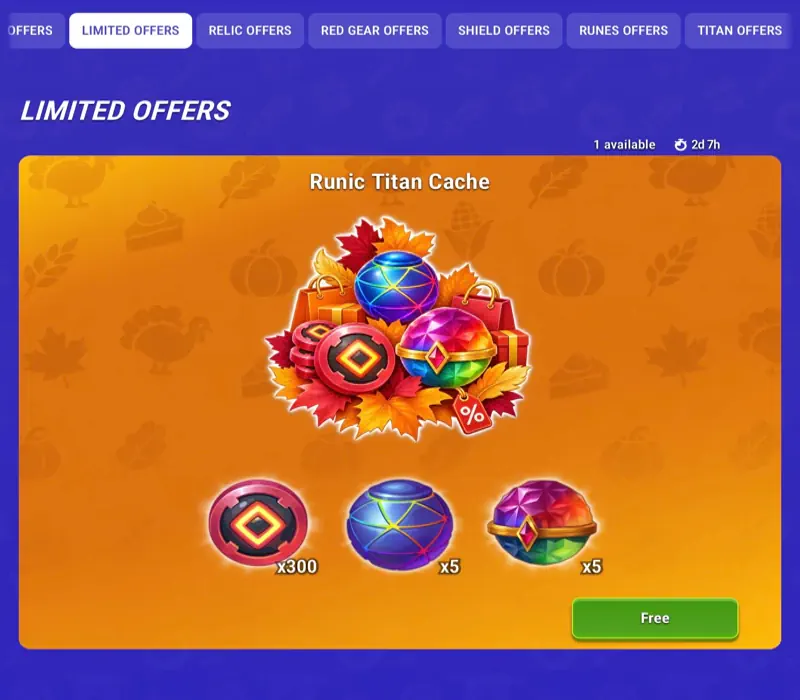 OFFERS
LIMITED OFFERS
RELIC OFFERS
RED GEAR OFFERS
SHIELD OFFERS
RUNES OFFERS
TITAN OFFERS
LIMITED OFFERS
1 available 2d 7h
Runic Titan Cache
%
x300
x5
x5
Free